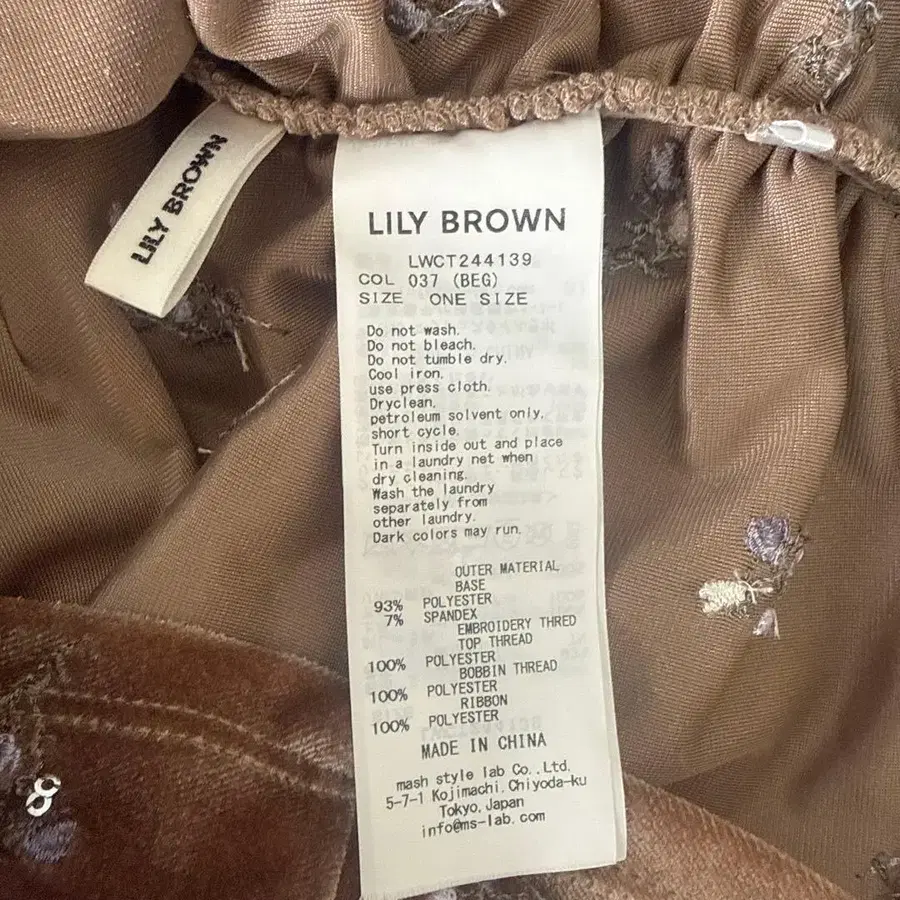 LILY BROWN
LILY BROWN
LWCT244139
COL 037 (BEG)
SIZE ONE SIZE
Do not wash.
Do not bleach.
Do not tumble dry.
Cool iron.
use press cloth.
Dryclean.
petroleum solvent only.
short cycle.
Turn inside out and place
in a laundry net when
dry cleaning.
Wash the laundry
separately from
other laundry.
Dark colors may run.
OUTER MATERIAL
BASE
93% POLYESTER
7% SPANDEX
EMBROIDERY THRED
TOP THREAD
100% POLYESTER
BOBBIN THREAD
100% POLYESTER
RIBBON
100% POLYESTER
MADE IN CHINA
mash style lab Co.,Ltd.
5-7-1 Kojimachi, Chiyoda-ku
Tokyo, Japan
info@ms-lab.com